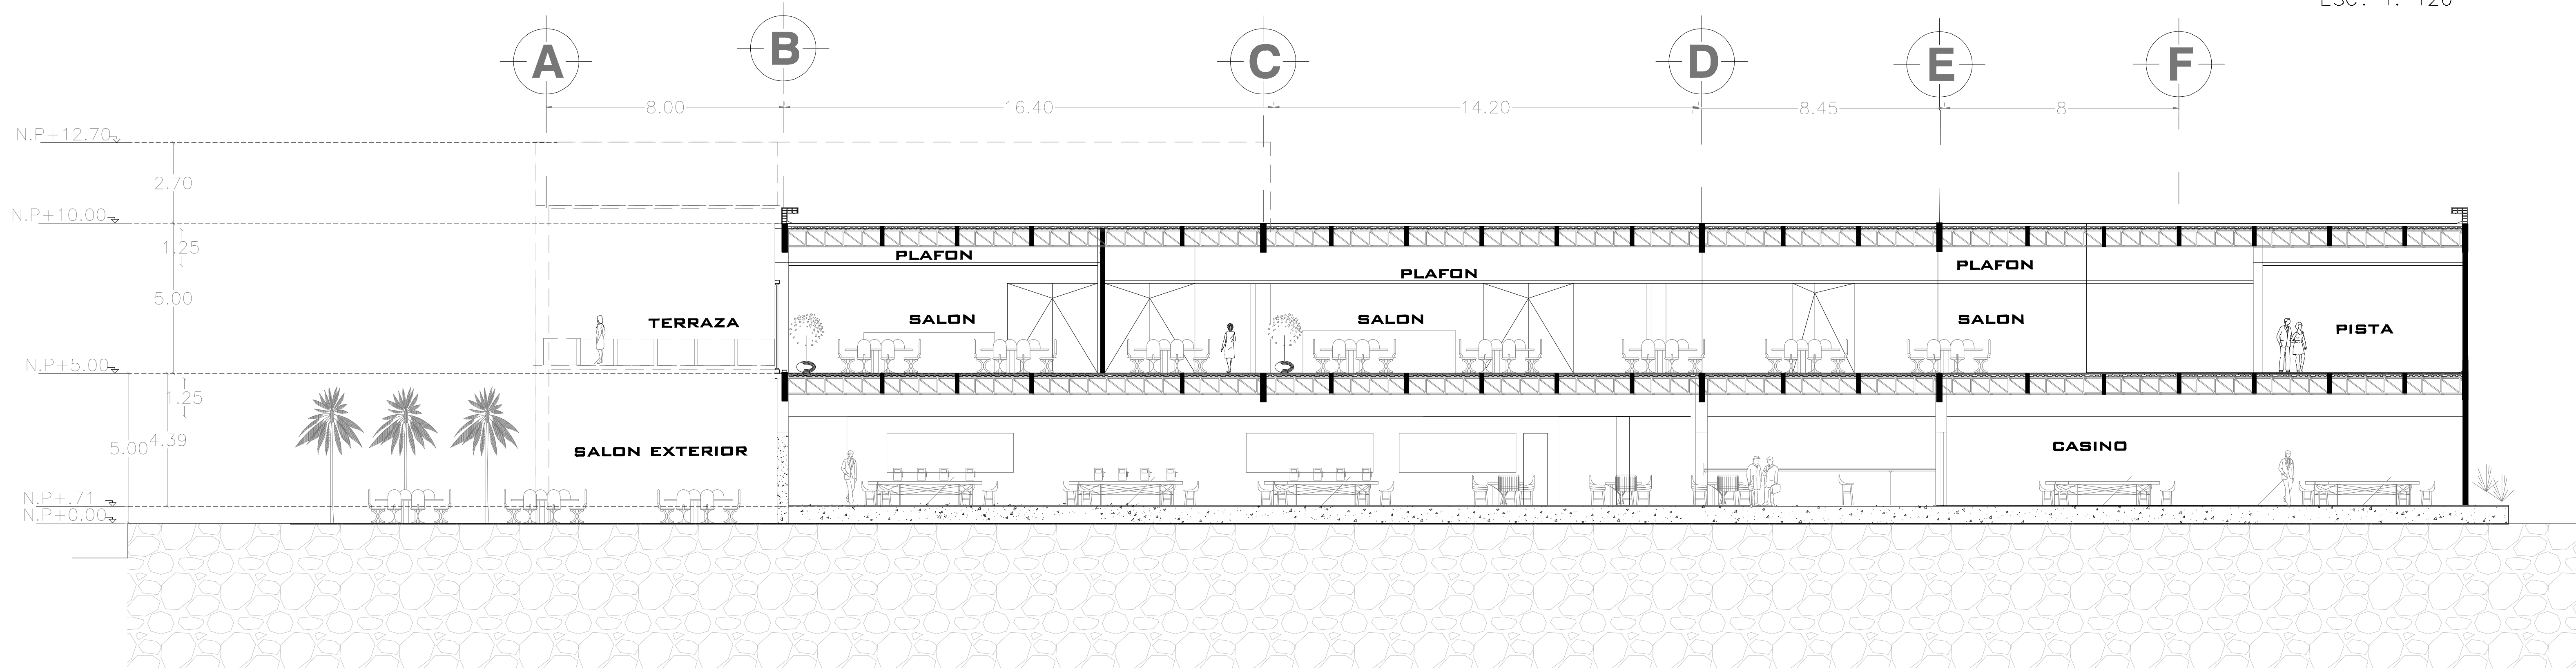 ESC. 1: 120
A
B
C
D
E
F
8.00
16.40
14.20
8.45
8
N.P+12.70
2.70
N.P+10.00
1.25
PLAFON
PLAFON
PLAFON
5.00
TERRAZA
SALON
SALON
SALON
PISTA
N.P+5.00
1.25
5.00
4.39
SALON EXTERIOR
CASINO
N.P+.71
N.P+0.00